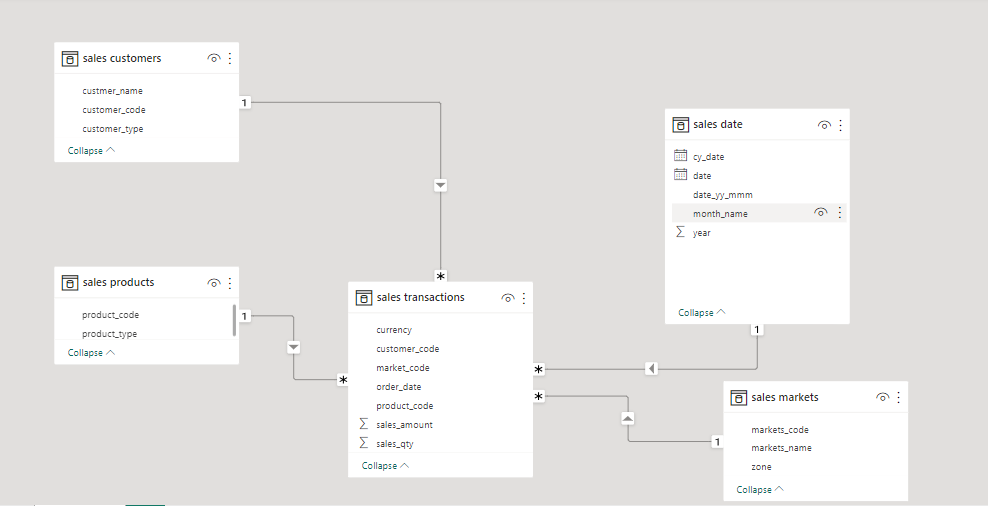 sales customers
custmer_name
customer_code
customer_type
Collapse
1
*
sales products
product_code
product_type
Collapse
1
*
sales transactions
currency
customer_code
market_code
order_date
product_code
sales_amount
sales_qty
Collapse
sales date
cy_date
date
date_yy_mmm
month_name
year
Collapse
1
*
*
sales markets
markets_code
markets_name
zone
Collapse
1